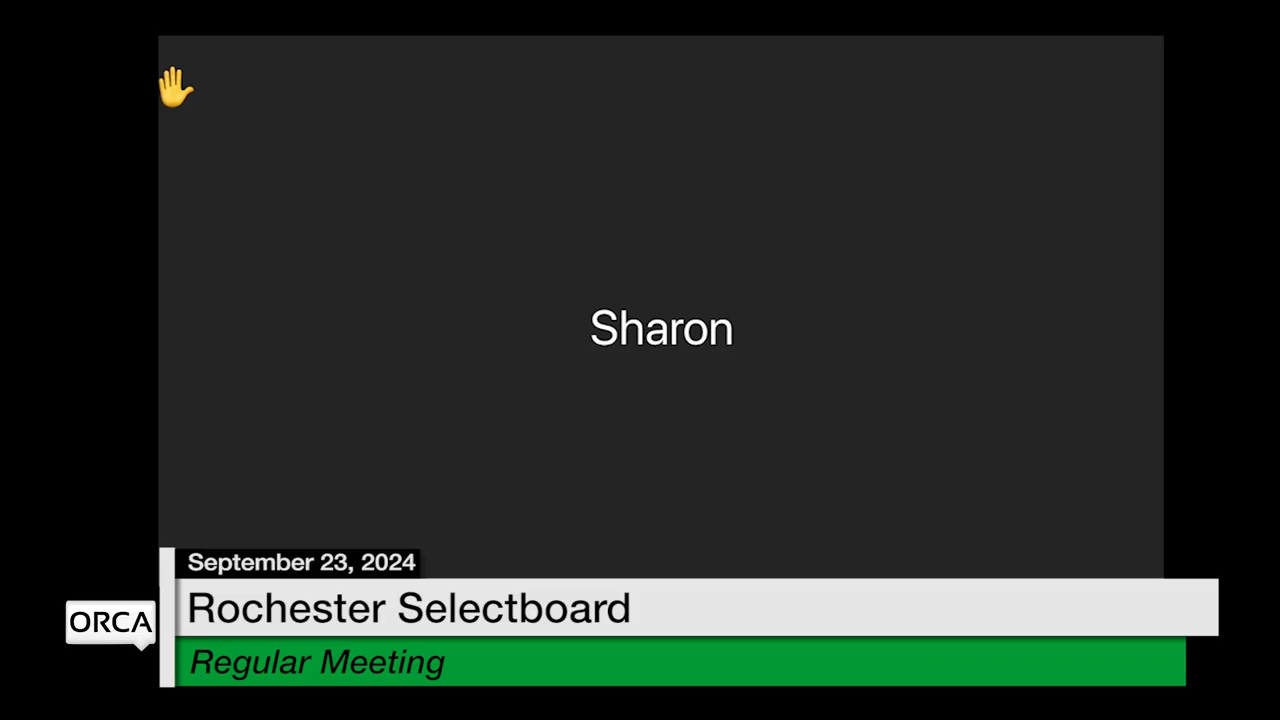 Sharon
September 23, 2024
Rochester Selectboard
ORCA
Regular Meeting